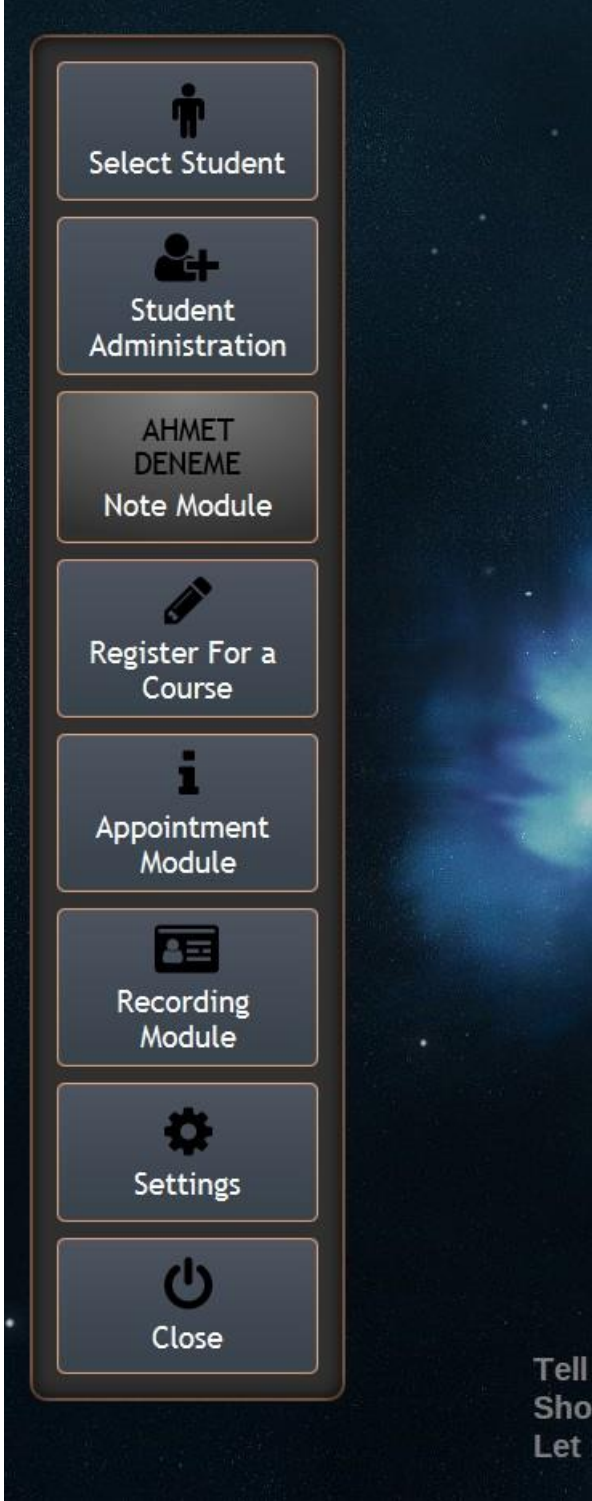 Select Student
Student
Administration
AHMET
DENEME
Note Module
Register For a
Course
Appointment
Module
Recording
Module
Settings
Close
Tell
Sho
Let